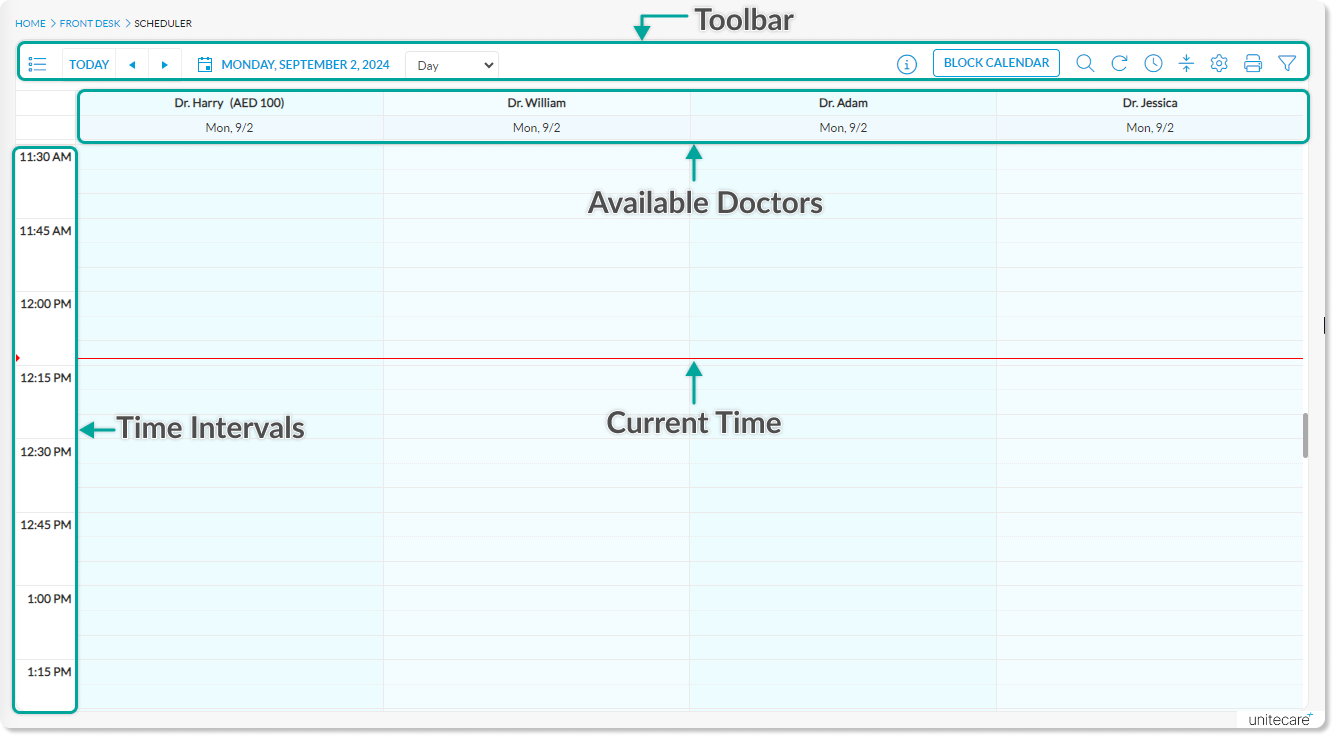 Toolbar
HOME > FRONT DESK > SCHEDULER
TODAY MONDAY, SEPTEMBER 2, 2024 Day BLOCK CALENDAR
Dr. Harry (AED 100) Dr. William Dr. Adam Dr. Jessica
Mon, 9/2 Mon, 9/2 Mon, 9/2 Mon, 9/2
11:30 AM
Available Doctors
11:45 AM
12:00 PM
12:15 PM
Current Time
Time Intervals
12:30 PM
12:45 PM
1:00 PM
1:15 PM
unitecare+